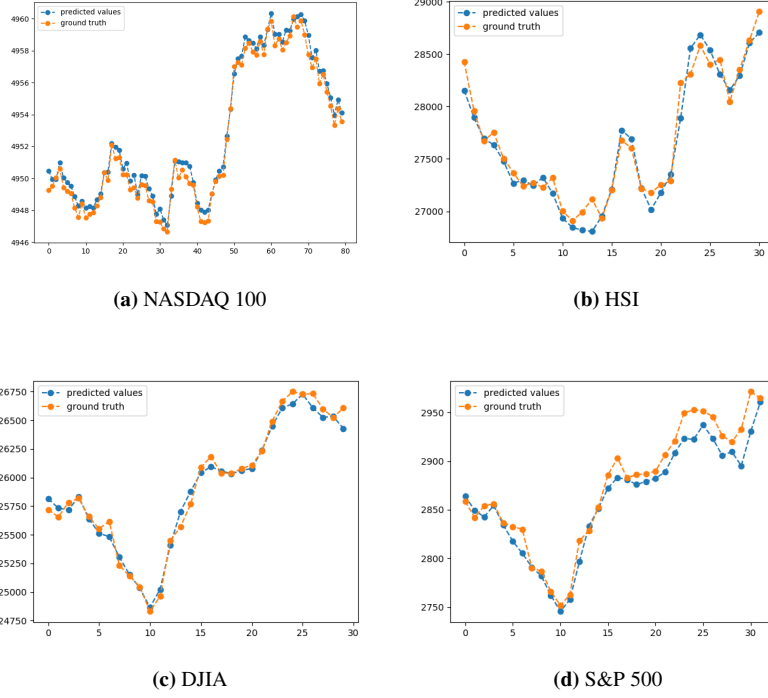 predicted values
ground truth
4960
4958
4956
4954
4952
4950
4948
4946
0 10 20 30 40 50 60 70 80
(a) NASDAQ 100
29000
28500
28000
27500
27000
predicted values
ground truth
0 5 10 15 20 25 30
(b) HSI
26750
26500
26250
26000
25750
25500
25250
25000
24750
predicted values
ground truth
0 5 10 15 20 25 30
(c) DJIA
2950
2900
2850
2800
2750
predicted values
ground truth
0 5 10 15 20 25 30
(d) S&P 500